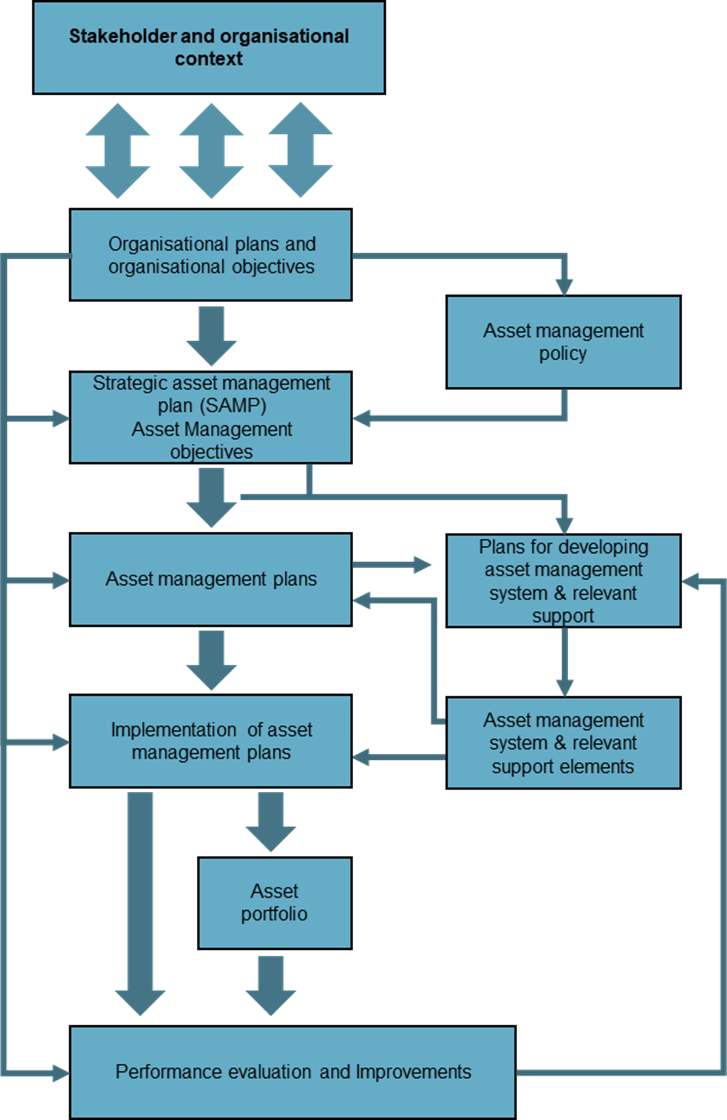 Stakeholder and organisational
context
Organisational plans and
organisational objectives
Asset management
policy
Strategic asset management
plan (SAMP)
Asset Management
objectives
Asset management plans
Plans for developing
asset management
system & relevant
support
Implementation of asset
management plans
Asset management
system & relevant
support elements
Asset
portfolio
Performance evaluation and Improvements